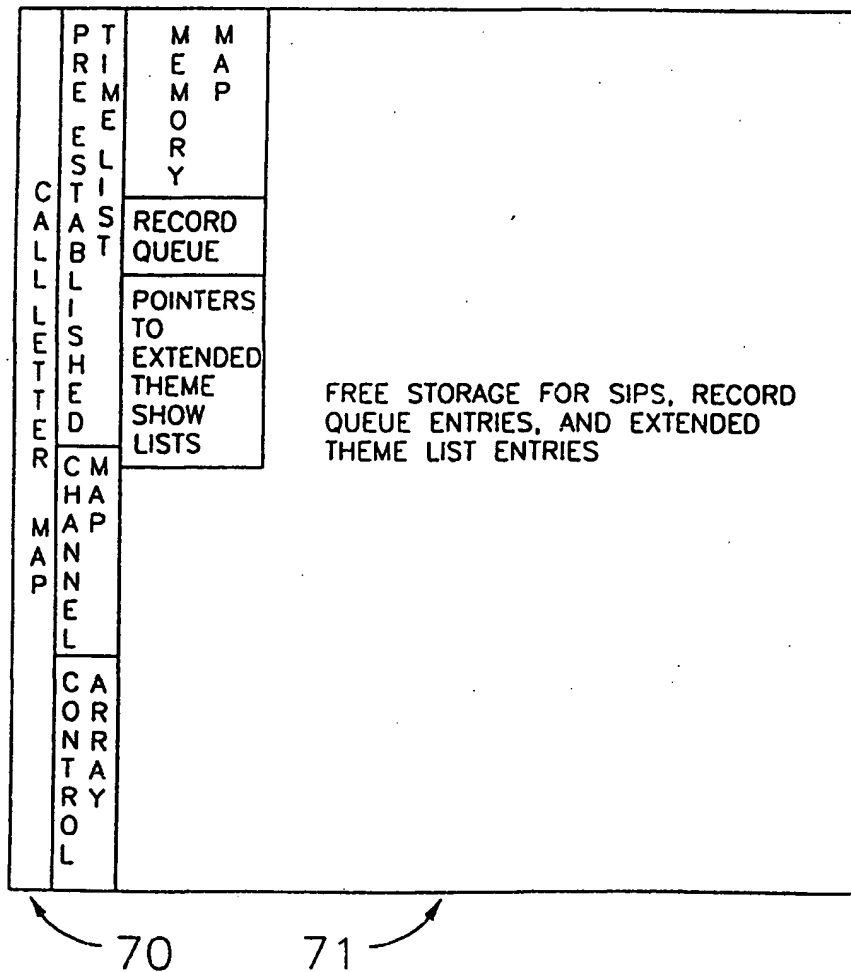 CALL LETTER MAP
PRE ESTABLISHED
TIME LIST
CHANNEL
MAP
CONTROL
ARRAY
MEMORY
MAP
RECORD
QUEUE
POINTERS
TO
EXTENDED
THEME
SHOW
LISTS
FREE STORAGE FOR SIPS, RECORD
QUEUE ENTRIES, AND EXTENDED
THEME LIST ENTRIES
70
71